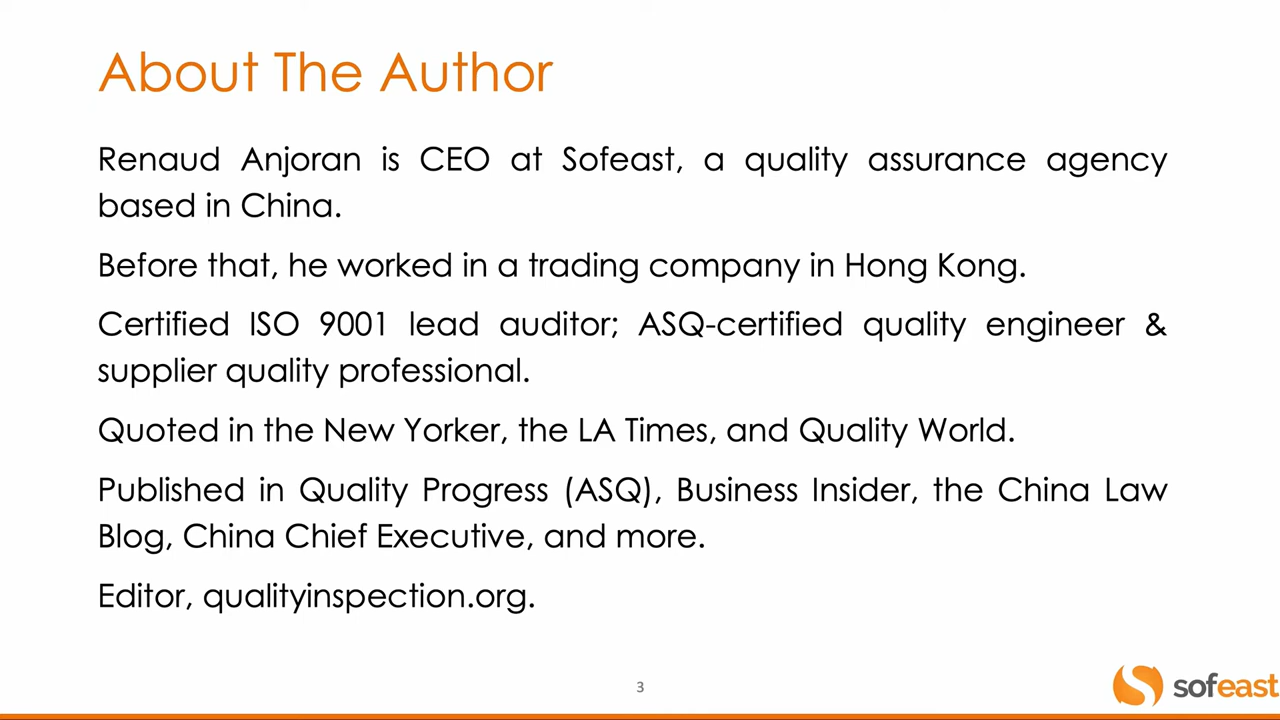 About The Author
Renaud Anjoran is CEO at Sofeast, a quality assurance agency
based in China.
Before that, he worked in a trading company in Hong Kong.
Certified ISO 9001 lead auditor; ASQ-certified quality engineer &
supplier quality professional.
Quoted in the New Yorker, the LA Times, and Quality World.
Published in Quality Progress (ASQ), Business Insider, the China Law
Blog, China Chief Executive, and more.
Editor, qualityinspection.org.
3
sofeast